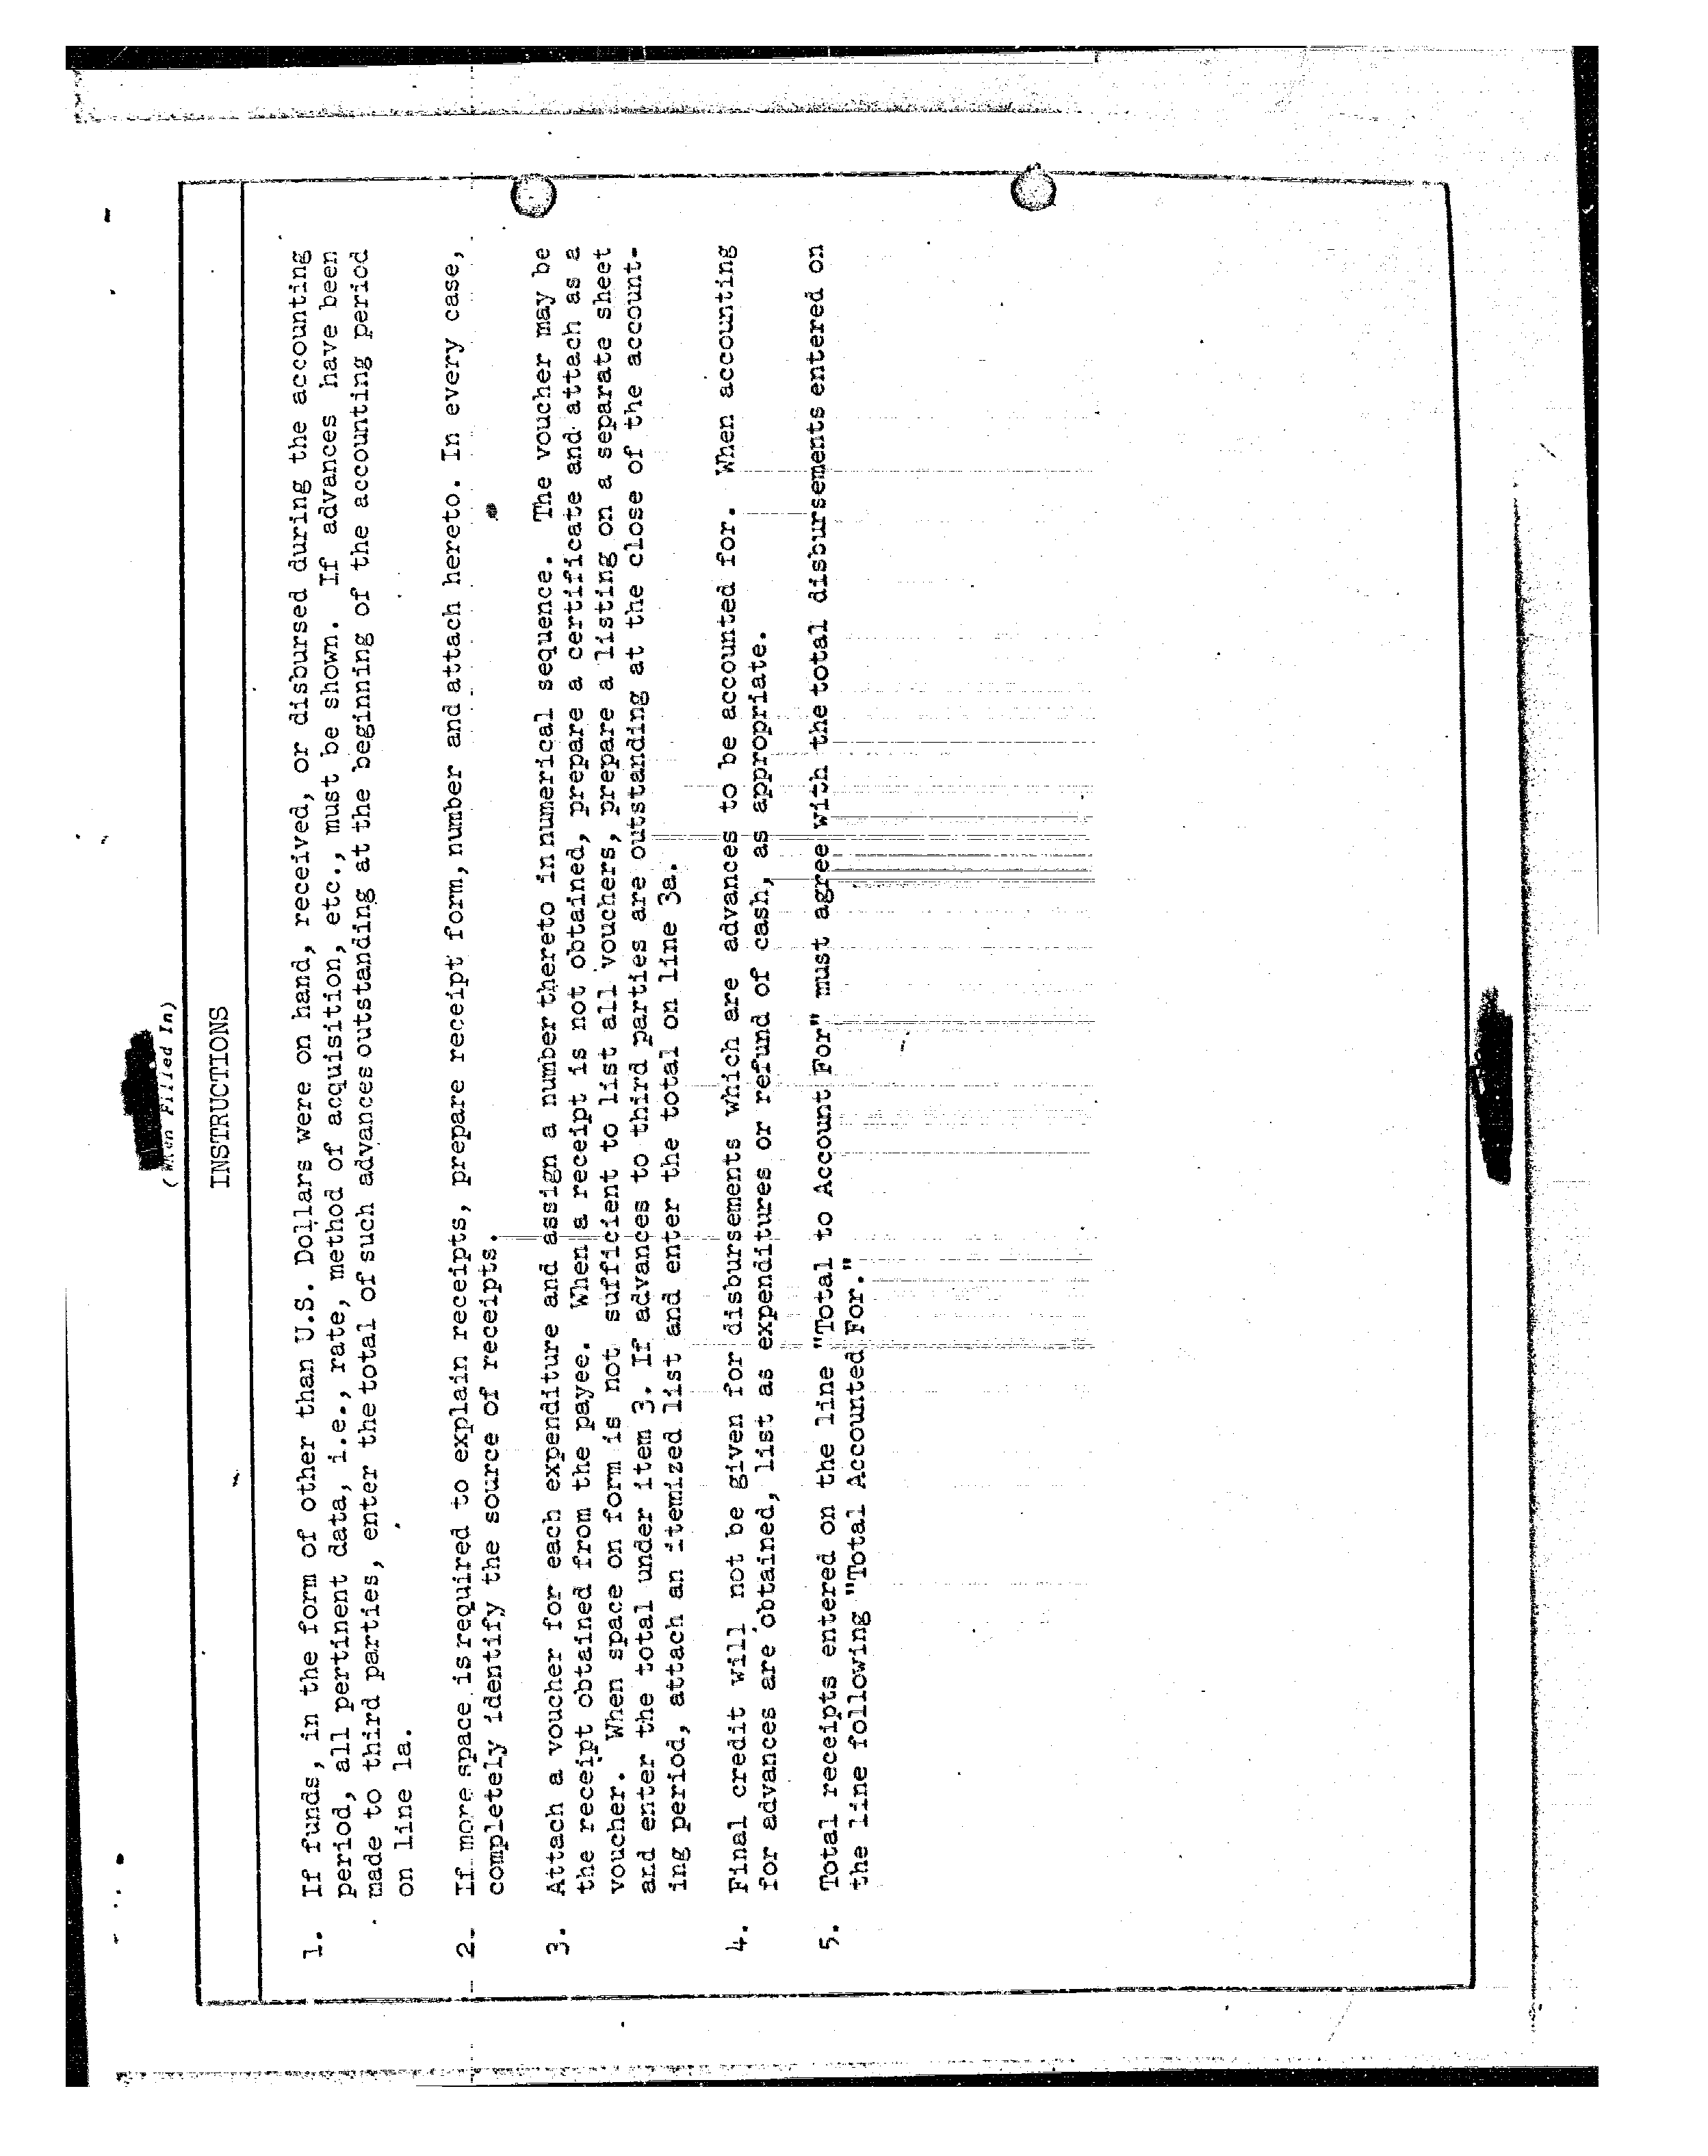 (When Filled In)
INSTRUCTIONS
1. If funds, in the form of other than U.S. Dollars were on hand, received, or disbursed during the accounting
period, all pertinent data, i.e., rate, method of acquisition, etc., must be shown. If advances have been
made to third parties, enter the total of such advances outstanding at the beginning of the accounting period
on line 1a.
2. If more space is required to explain receipts, prepare receipt form, number and attach hereto. In every case,
completely identify the source of receipts.
3. Attach a voucher for each expenditure and assign a number thereto in numerical sequence. The voucher may be
the receipt obtained from the payee. When a receipt is not obtained, prepare a certificate and attach as a
voucher. When space on form is not sufficient to list all vouchers, prepare a listing on a separate sheet
and enter the total under item 3. If advances to third parties are outstanding at the close of the account-
ing period, attach an itemized list and enter the total on line 3a.
4. Final credit will not be given for disbursements which are advances to be accounted for. When accounting
for advances are obtained, list as expenditures or refund of cash, as appropriate.
5. Total receipts entered on the line "Total to Account For" must agree with the total disbursements entered on
the line following "Total Accounted For."